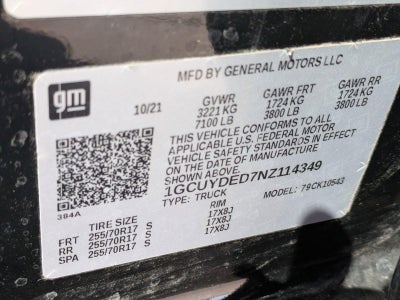 MFD BY GENERAL MOTORS LLC
gm
10/21 GVWR GAWR FRT GAWR RR
3221 KG 1724 KG 1724 KG
7100 LB 3800 LB 3800 LB
THIS VEHICLE CONFORMS TO ALL
APPLICABLE U.S. FEDERAL MOTOR
VEHICLE SAFETY STANDARDS IN EFFECT
ON THE DATE OF MANUFACTURE SHOWN ABOVE.
1GCUYDED7NZ114349
TYPE: TRUCK MODEL: 79CK10543
384A
TIRE SIZE RIM
FRT 255/70R17 S 17X8J
RR 255/70R17 S 17X8J
SPA 255/70R17 S 17X8J